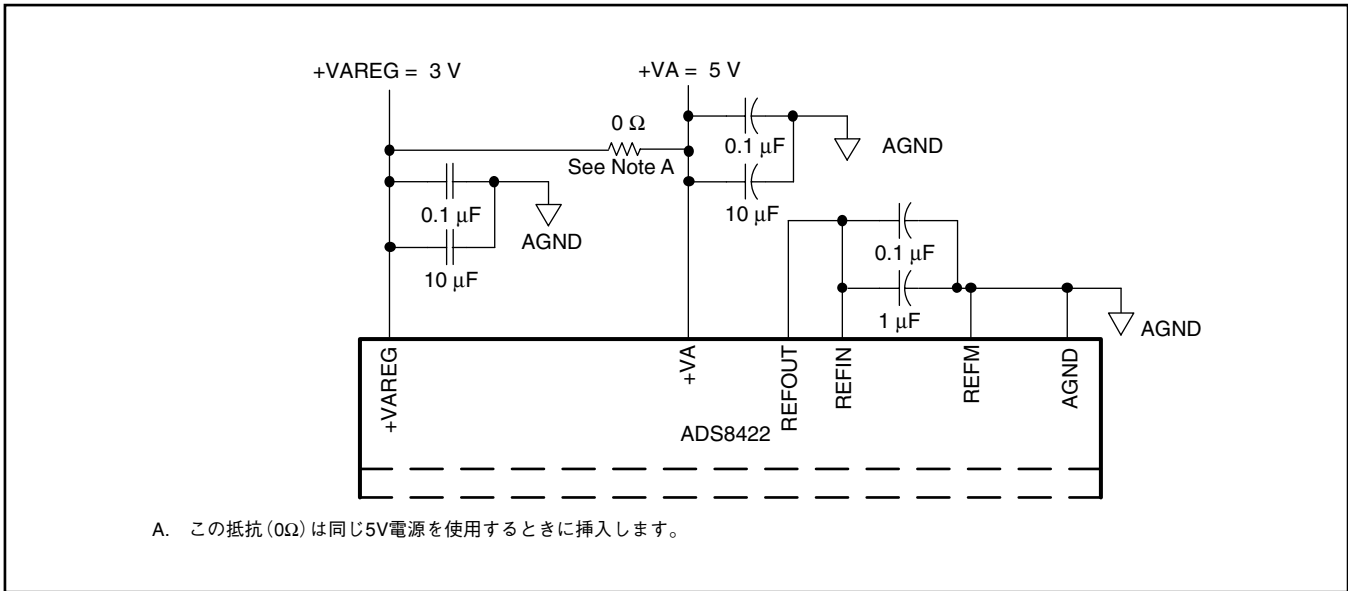 +VAREG = 3 V
+VA = 5 V
0 Ω
See Note A
0.1 µF
10 µF
AGND
0.1 µF
10 µF
AGND
0.1 µF
1 µF
AGND
+VAREG
+VA
REFOUT
REFIN
REFM
AGND
ADS8422
A. この抵抗(0Ω)は同じ5V電源を使用するときに挿入します。